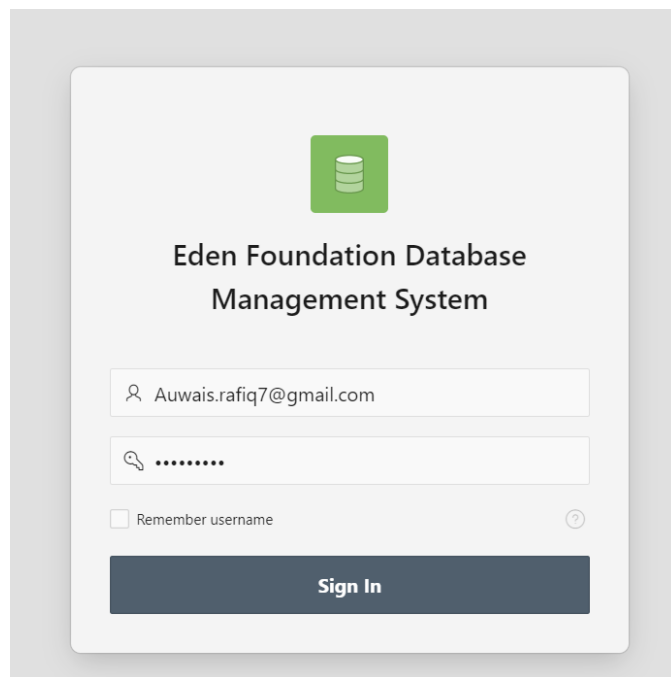 Eden Foundation Database
Management System
Auwais.rafiq7@gmail.com
•••••••••
Remember username
?
Sign In